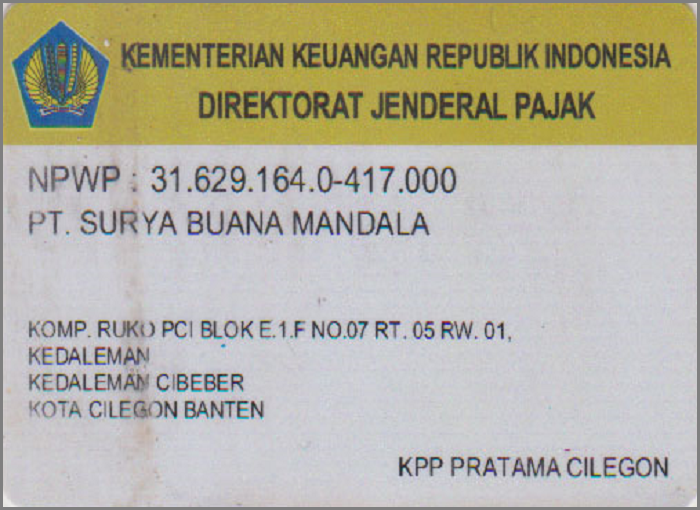 KEMENTERIAN KEUANGAN REPUBLIK INDONESIA
DIREKTORAT JENDERAL PAJAK
NPWP : 31.629.164.0-417.000
PT. SURYA BUANA MANDALA
KOMP. RUKO PCI BLOK E.1.F NO.07 RT. 05 RW. 01,
KEDALEMAN
KEDALEMAN CIBEBER
KOTA CILEGON BANTEN
KPP PRATAMA CILEGON